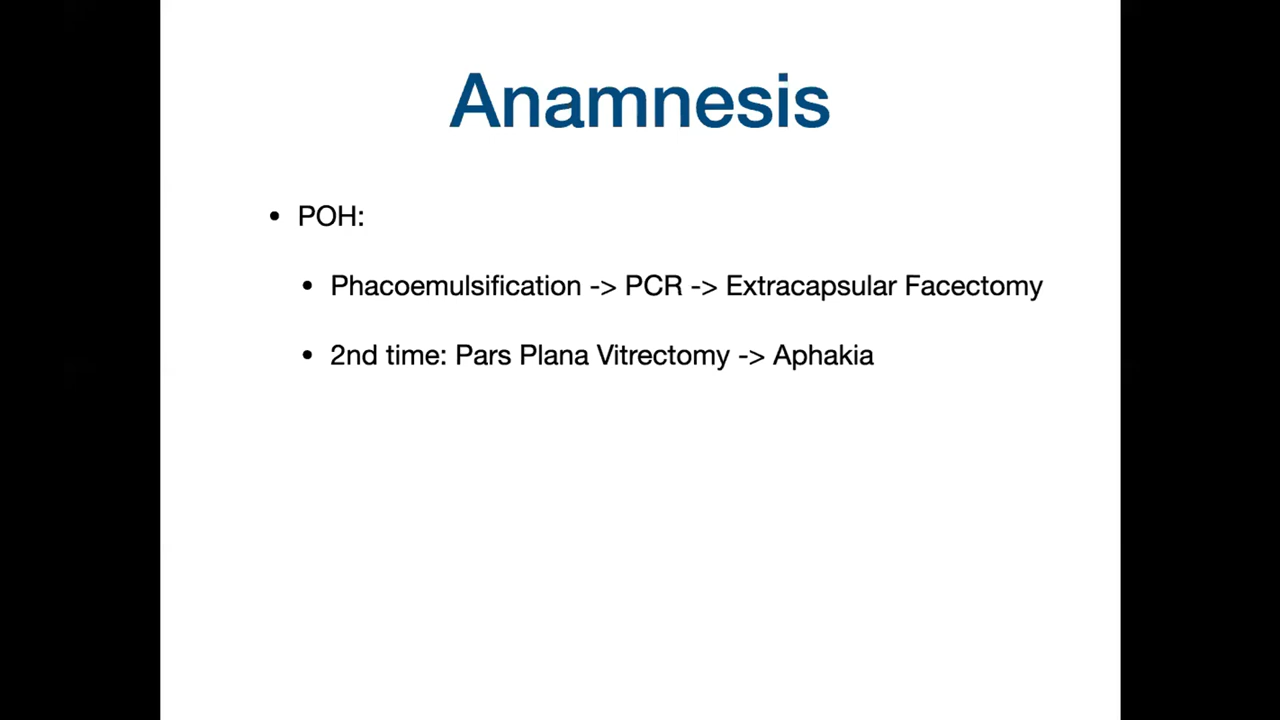 Anamnesis
• POH:
• Phacoemulsification -> PCR -> Extracapsular Facectomy
• 2nd time: Pars Plana Vitrectomy -> Aphakia